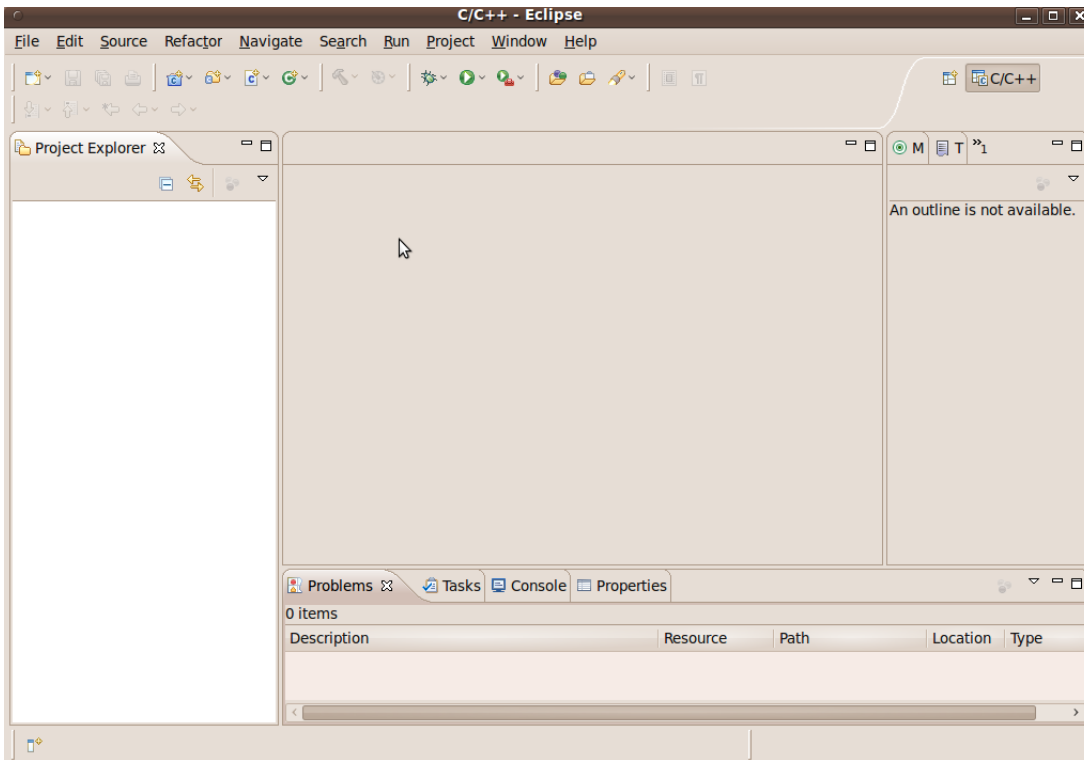 C/C++ - Eclipse
File Edit Source Refactor Navigate Search Run Project Window Help
C/C++
Project Explorer
M T »1
An outline is not available.
Problems Tasks Console Properties
0 items
Description Resource Path Location Type